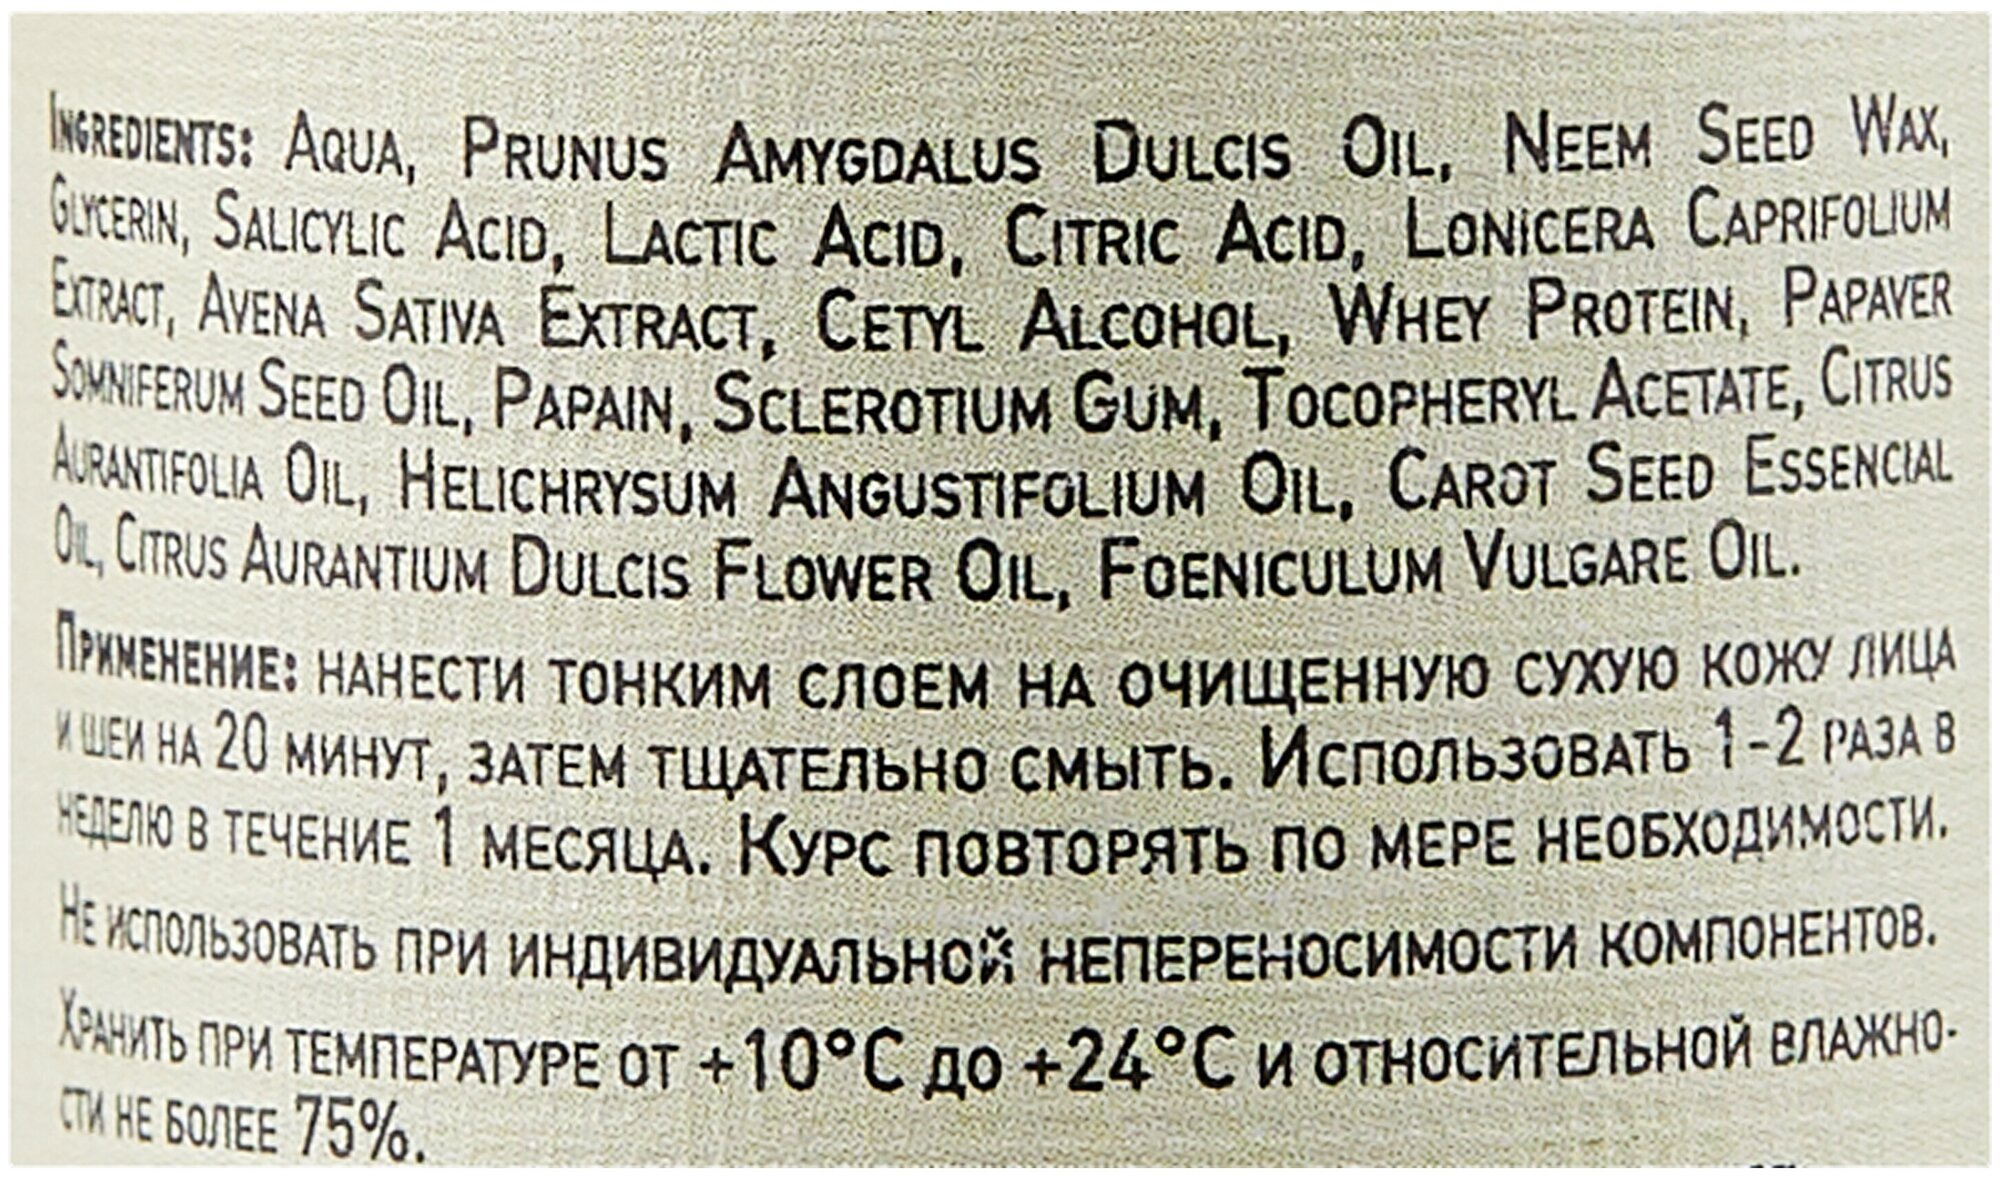 Ingredients: Aqua, Prunus Amygdalus Dulcis Oil, Neem Seed Wax,
Glycerin, Salicylic Acid, Lactic Acid, Citric Acid, Lonicera Caprifolium
Extract, Avena Sativa Extract, Cetyl Alcohol, Whey Protein, Papaver
Somniferum Seed Oil, Papain, Sclerotium Gum, Tocopheryl Acetate, Citrus
Aurantifolia Oil, Helichrysum Angustifolium Oil, Carot Seed Essencial
Oil, Citrus Aurantium Dulcis Flower Oil, Foeniculum Vulgare Oil.
Применение: нанести тонким слоем на очищенную сухую кожу лица
и шеи на 20 минут, затем тщательно смыть. Использовать 1-2 раза в
неделю в течение 1 месяца. Курс повторять по мере необходимости.
Не использовать при индивидуальной непереносимости компонентов.
Хранить при температуре от +10°C до +24°C и относительной влажно-
сти не более 75%.